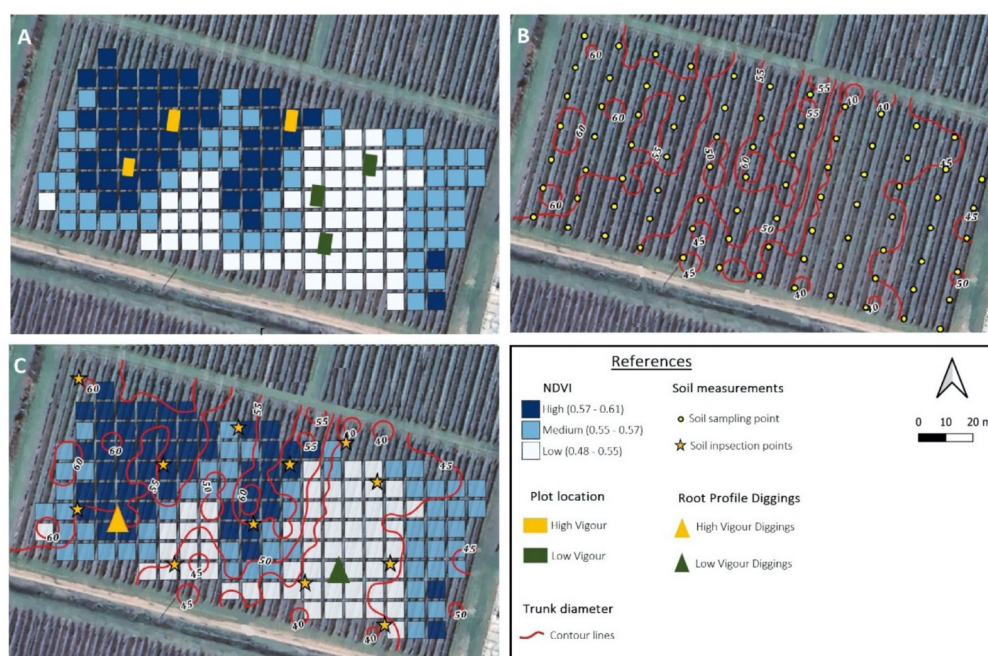 A
B
60
55
55
55
40
60
60
55
50
60
45
60
50
45
45
45
40
50
40
C
60
55
55
40
60
60
55
50
60
45
60
50
45
45
45
40
50
40
References
NDVI
High (0.57 - 0.61)
Medium (0.55 - 0.57)
Low (0.48 - 0.55)
Soil measurements
Soil sampling point
Soil inpsection points
0 10 20 m
Plot location
High Vigour
Low Vigour
Root Profile Diggings
High Vigour Diggings
Low Vigour Diggings
Trunk diameter
Contour lines